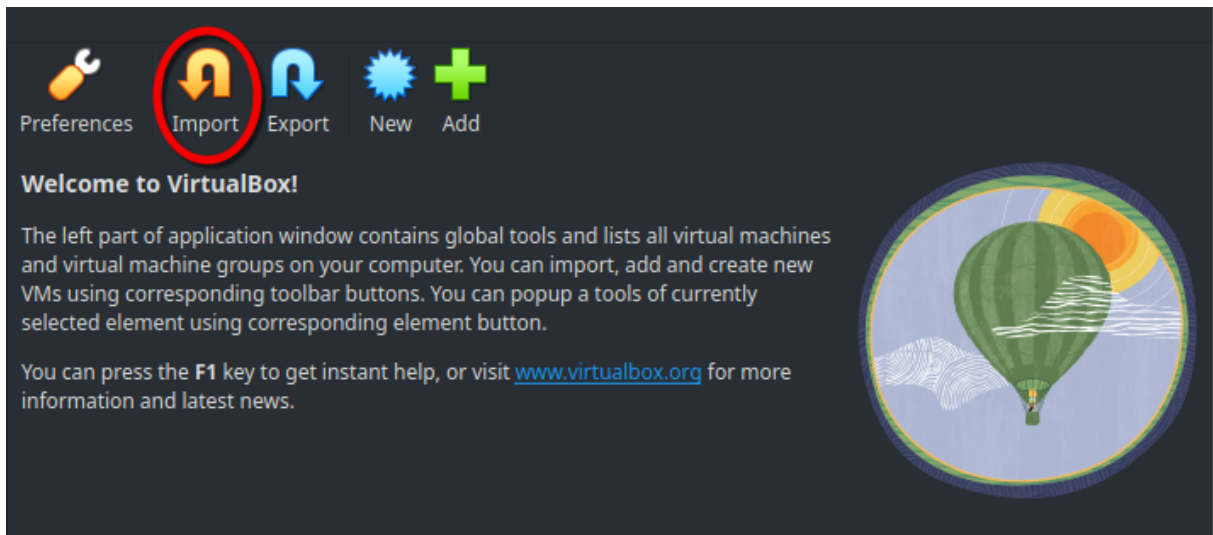 Preferences Import Export New Add
Welcome to VirtualBox!
The left part of application window contains global tools and lists all virtual machines
and virtual machine groups on your computer. You can import, add and create new
VMs using corresponding toolbar buttons. You can popup a tools of currently
selected element using corresponding element button.
You can press the F1 key to get instant help, or visit www.virtualbox.org for more
information and latest news.